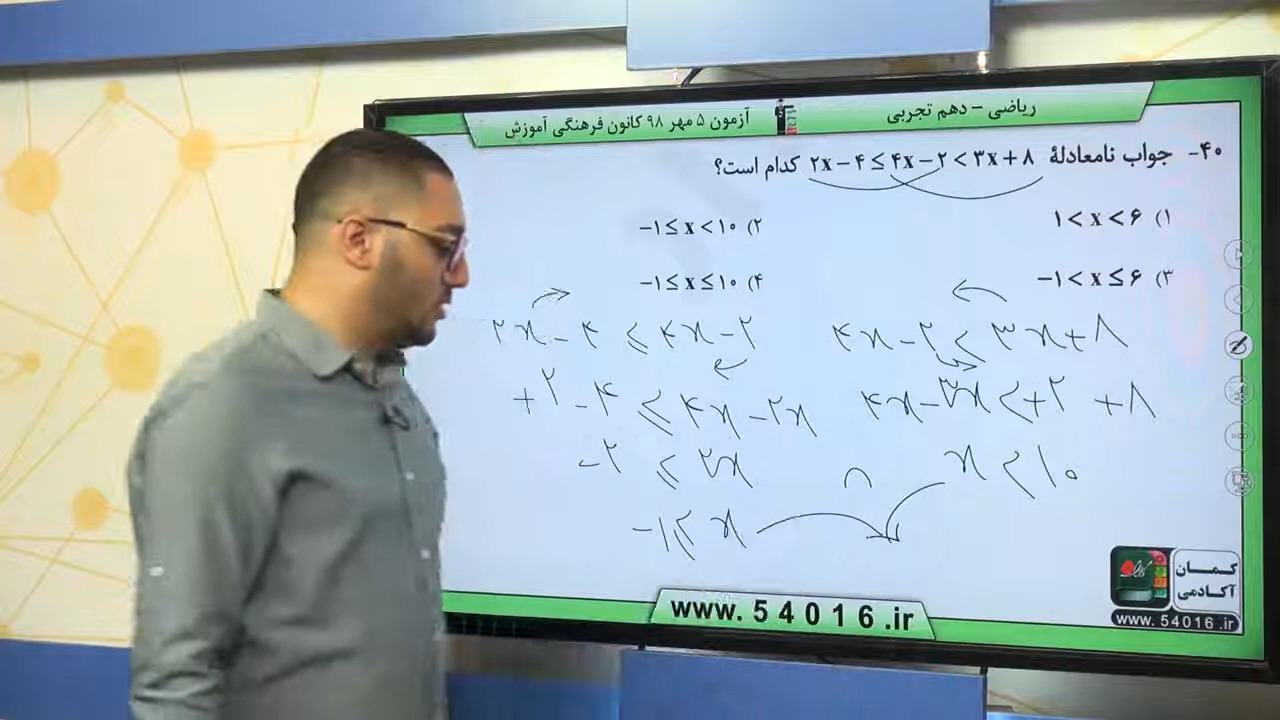 ریاضی – دهم تجربی
آزمون ۵ مهر ۹۸ کانون فرهنگی آموزش
۴۰- جواب نامعادلهٔ ۲x – ۴ ≤ ۴x – ۲ < ۳x + ۸ کدام است؟
۱) ۱ < x < ۶
۲) –۱ ≤ x < ۱۰
۳) –۱ < x ≤ ۶
۴) –۱ ≤ x ≤ ۱۰
۲x – ۴ ≤ ۴x – ۲
۴x – ۲ < ۳x + ۸
+۲ – ۴ ≤ ۴x – ۲x
۴x – ۳x < +۲ + ۸
–۲ ≤ ۲x
∩
x < ۱۰
–۱ ≤ x
کمان
آکادمی
www.54016.ir
www.54016.ir